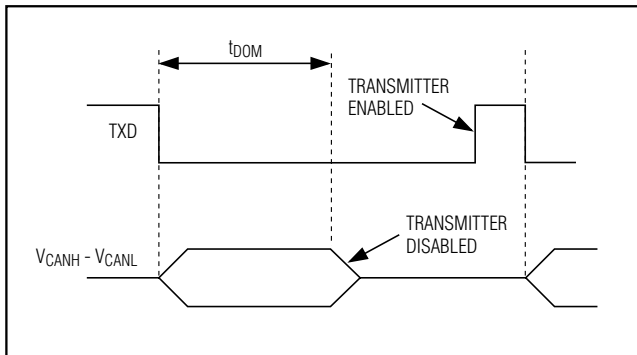 tDOM
TRANSMITTER
ENABLED
TXD
TRANSMITTER
DISABLED
VCANH - VCANL